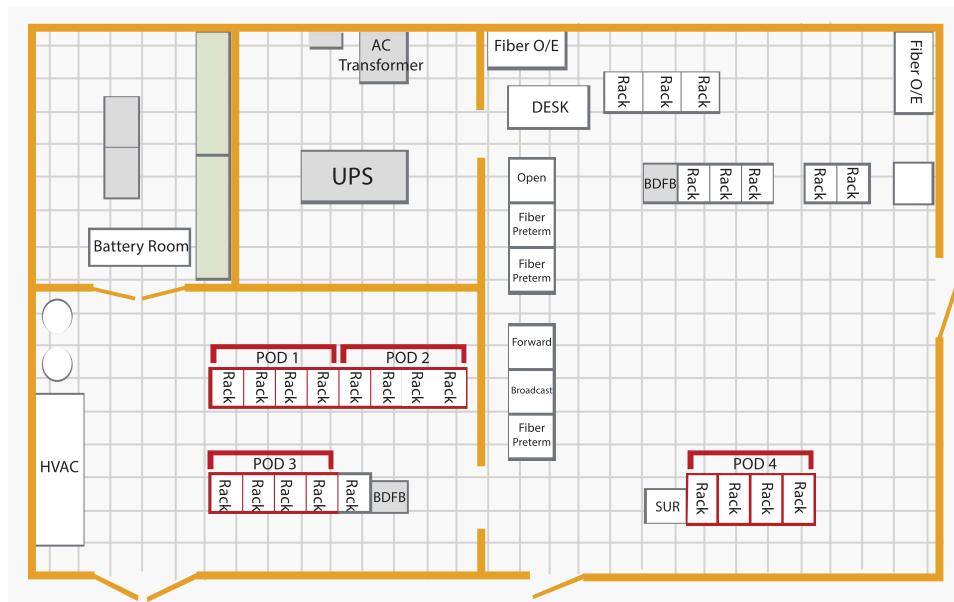 AC
Transformer
Fiber O/E
Fiber O/E
DESK
Rack
Rack
Rack
UPS
Open
Fiber
Preterm
Fiber
Preterm
BDFB
Rack
Rack
Rack
Rack
Rack
Battery Room
Forward
Broadcast
Fiber
Preterm
POD 1
POD 2
Rack
Rack
Rack
Rack
Rack
Rack
Rack
Rack
HVAC
POD 3
Rack
Rack
Rack
Rack
Rack
BDFB
POD 4
SUR
Rack
Rack
Rack
Rack